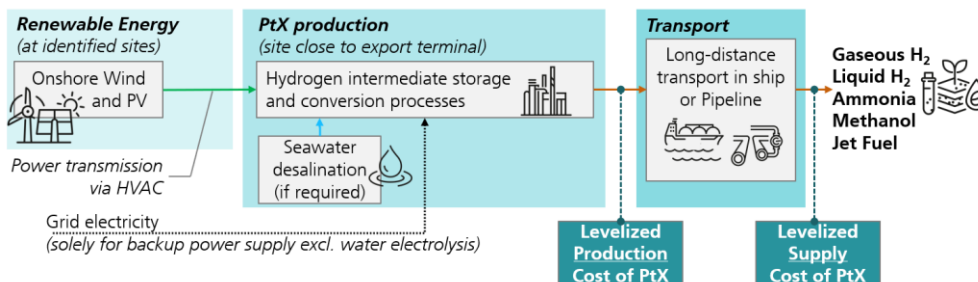 Renewable Energy
(at identified sites)
Onshore Wind
and PV
Power transmission
via HVAC
PtX production
(site close to export terminal)
Hydrogen intermediate storage
and conversion processes
Seawater
desalination
(if required)
Grid electricity
(solely for backup power supply excl. water electrolysis)
Transport
Long-distance
transport in ship
or Pipeline
Gaseous H₂
Liquid H₂
Ammonia
Methanol
Jet Fuel
Levelized
Production
Cost of PtX
Levelized
Supply
Cost of PtX